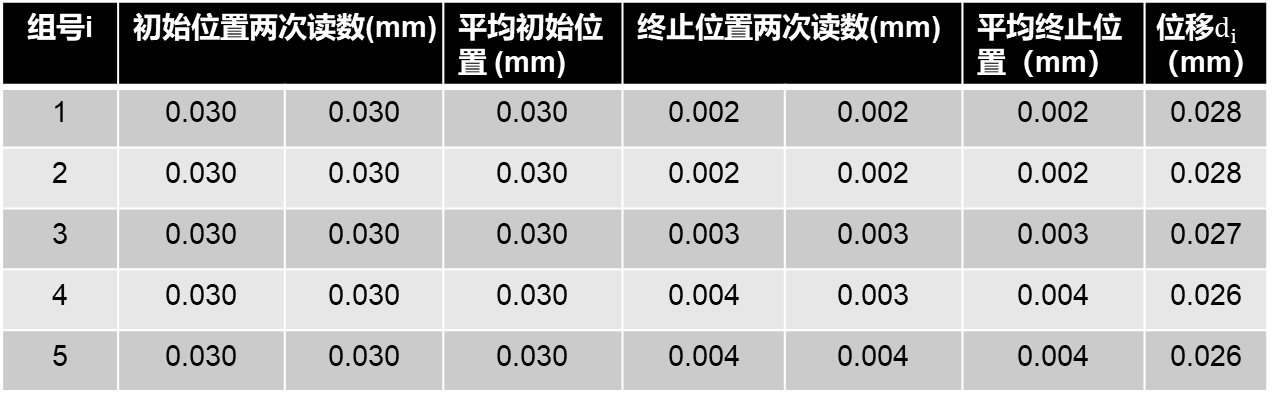 组号i 初始位置两次读数(mm) 平均初始位置 (mm) 终止位置两次读数(mm) 平均终止位置（mm） 位移dᵢ（mm）
1 0.030 0.030 0.030 0.002 0.002 0.002 0.028
2 0.030 0.030 0.030 0.002 0.002 0.002 0.028
3 0.030 0.030 0.030 0.003 0.003 0.003 0.027
4 0.030 0.030 0.030 0.004 0.003 0.004 0.026
5 0.030 0.030 0.030 0.004 0.004 0.004 0.026